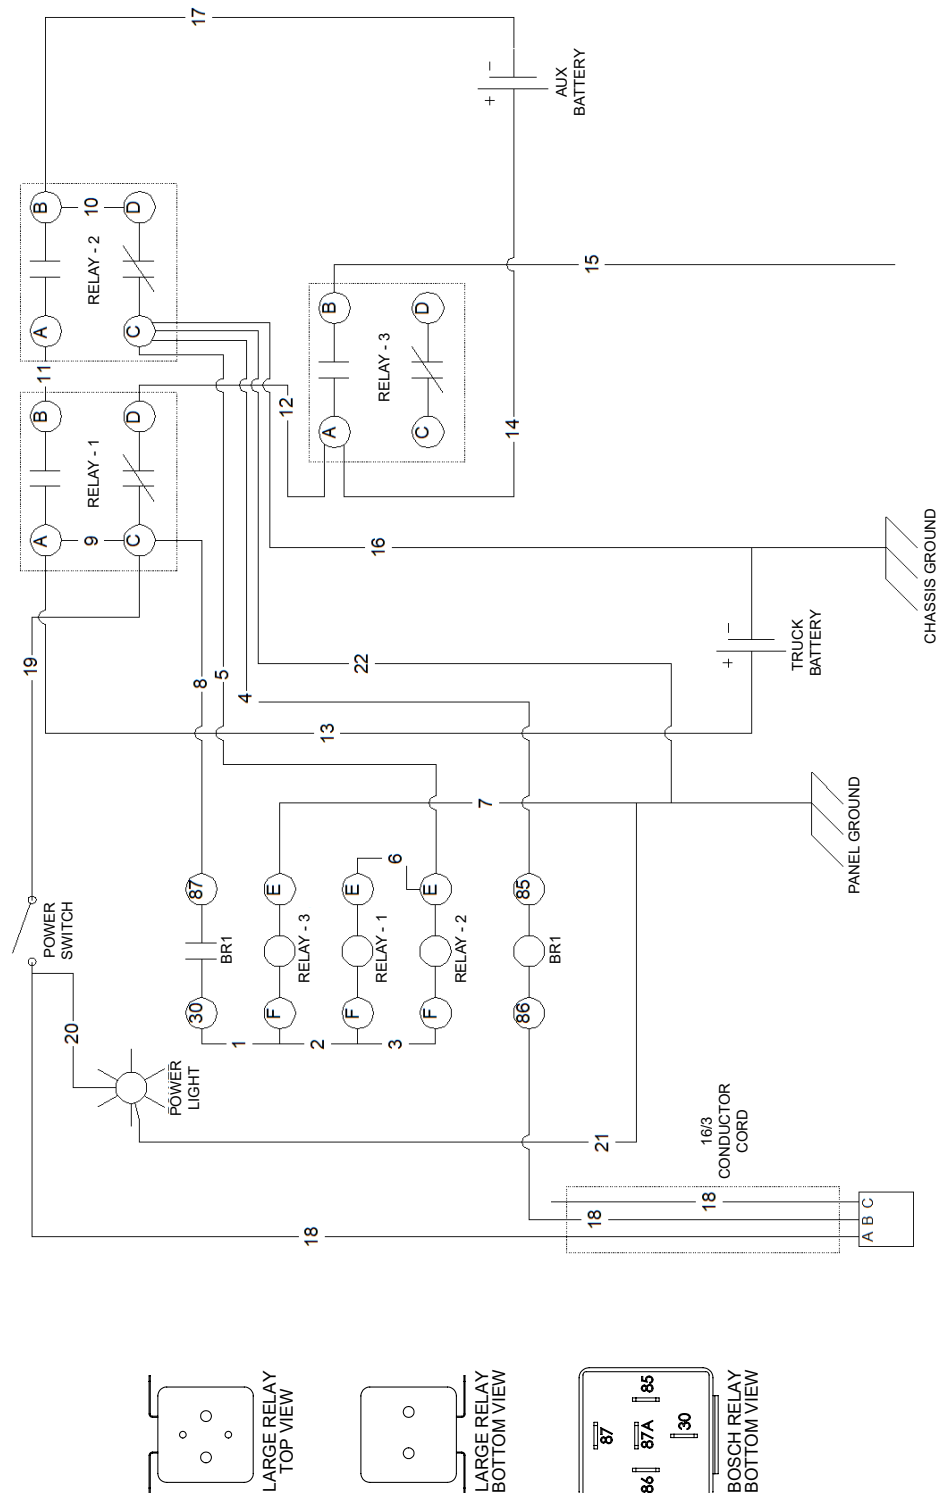 17
AUX
BATTERY
+
−
B
10
D
RELAY - 2
A
C
11
B
D
RELAY - 1
A
9
C
12
B
D
RELAY - 3
A
C
15
14
16
CHASSIS GROUND
TRUCK
BATTERY
+
−
19
8
5
4
22
13
7
PANEL GROUND
POWER
SWITCH
87
BR1
30
E
RELAY - 3
F
E
RELAY - 1
F
6
E
RELAY - 2
F
85
BR1
86
1
2
3
20
POWER
LIGHT
21
16/3
CONDUCTOR
CORD
18
18
18
A B C
LARGE RELAY
TOP VIEW
LARGE RELAY
BOTTOM VIEW
87
87A
85
86
30
BOSCH RELAY
BOTTOM VIEW